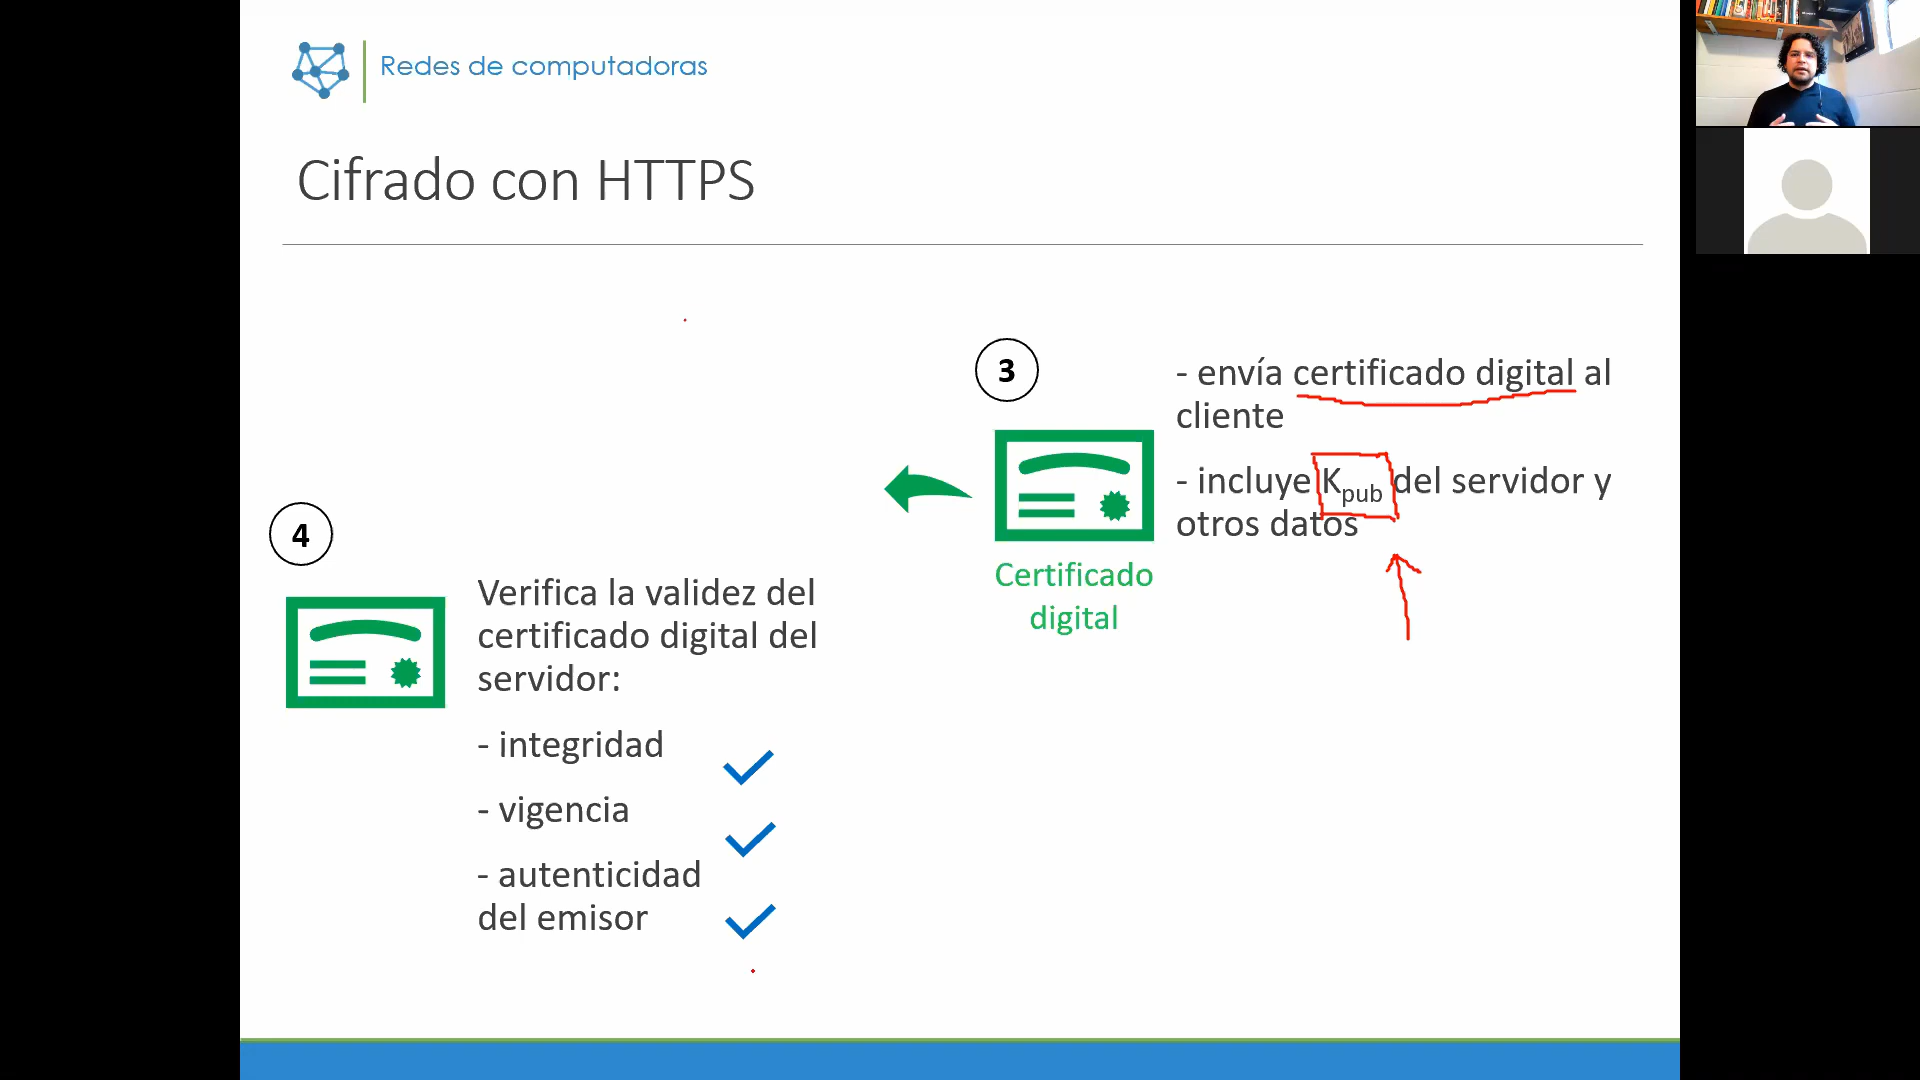 Redes de computadoras
Cifrado con HTTPS
3
- envía certificado digital al
cliente
- incluye Kpub del servidor y
otros datos
Certificado
digital
4
Verifica la validez del
certificado digital del
servidor:
- integridad
- vigencia
- autenticidad
del emisor